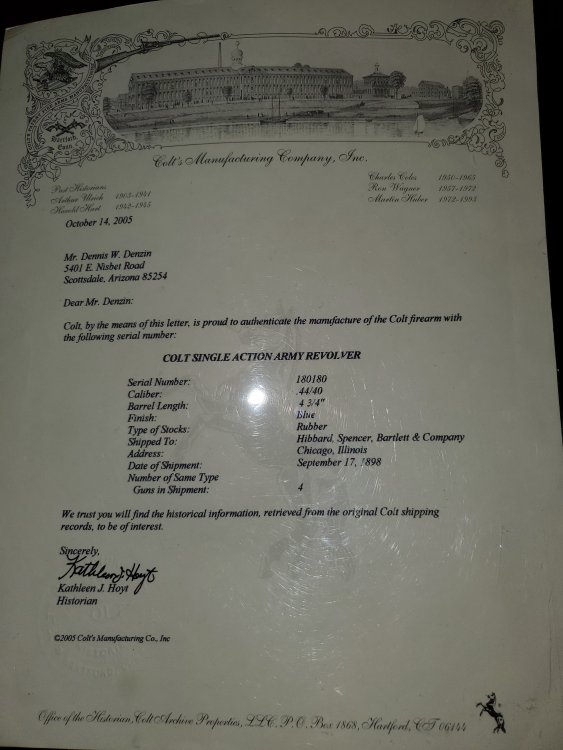 Hartford
Conn.
Colt's Manufacturing Company, Inc.
Past Historians
Arthur Ulrich 1903-1941
Harold Hart 1942-1945
Charles Coles 1950-1965
Ron Wagner 1957-1971
Martin Huber 1972-1994
October 14, 2005
Mr. Dennis W. Denzin
5401 E. Nisbet Road
Scottsdale, Arizona 85254
Dear Mr. Denzin:
Colt, by the means of this letter, is proud to authenticate the manufacture of the Colt firearm with
the following serial number:
COLT SINGLE ACTION ARMY REVOLVER
Serial Number: 180180
Caliber: .44/40
Barrel Length: 4 3/4"
Finish: Blue
Type of Stocks: Rubber
Shipped To: Hibbard, Spencer, Bartlett & Company
Address: Chicago, Illinois
Date of Shipment: September 17, 1898
Number of Same Type
Guns in Shipment: 4
We trust you will find the historical information, retrieved from the original Colt shipping
records, to be of interest.
Sincerely,
Kathleen J. Hoyt
Kathleen J. Hoyt
Historian
©2005 Colt's Manufacturing Co., Inc
Office of the Historian, Colt Archive Properties, LLC, P.O. Box 1868, Hartford, CT 06144